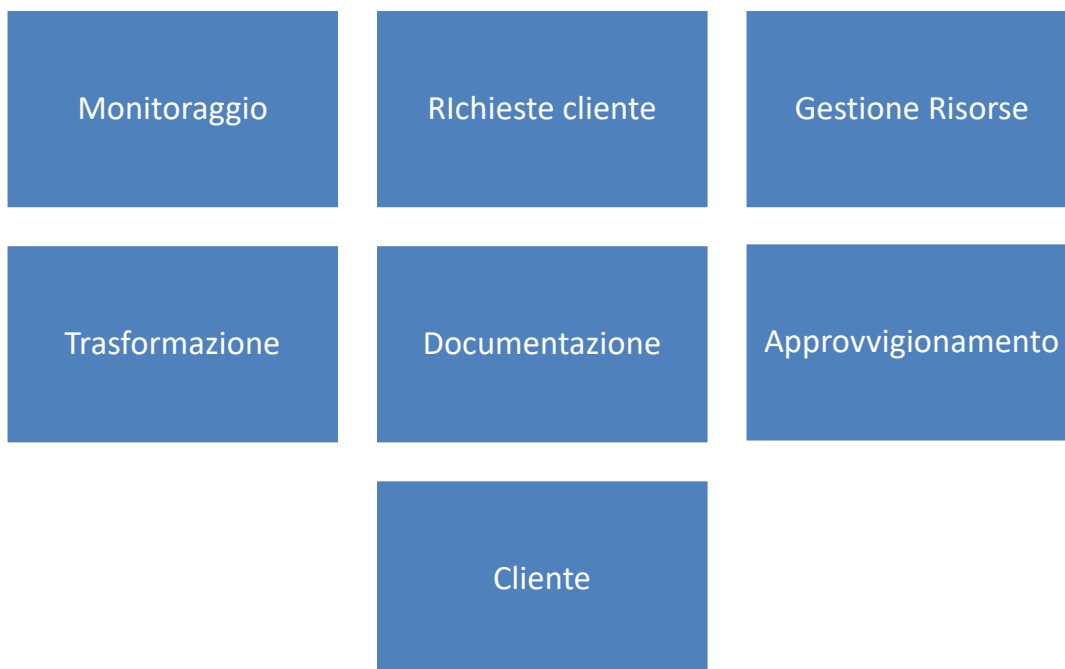 Monitoraggio
RIchieste cliente
Gestione Risorse
Trasformazione
Documentazione
Approvvigionamento
Cliente